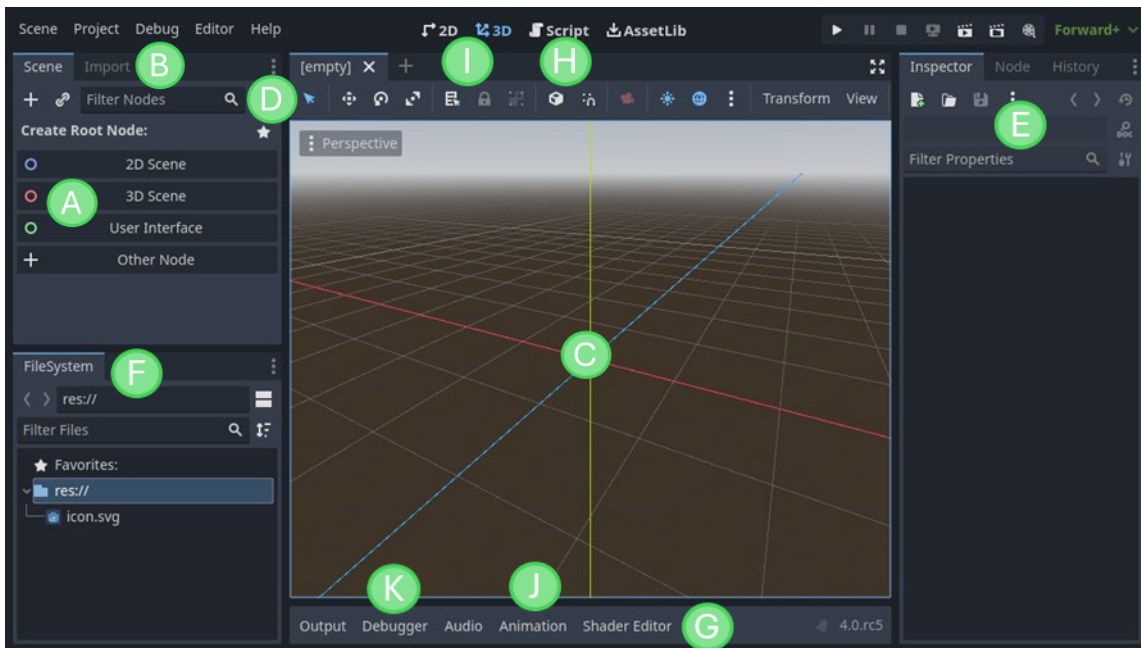 Scene Project Debug Editor Help 2D 3D Script AssetLib Forward+
Scene Import B [empty] I H Inspector Node History
Filter Nodes D Transform View E
Create Root Node: Perspective DOC
2D Scene Filter Properties
A 3D Scene
User Interface
Other Node
C
FileSystem F
res://
Filter Files
Favorites:
res://
icon.svg
K J
Output Debugger Audio Animation Shader Editor G 4.0.rc5